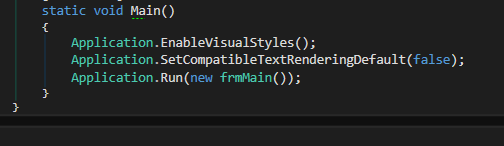 static void Main()
{
Application.EnableVisualStyles();
Application.SetCompatibleTextRenderingDefault(false);
Application.Run(new frmMain());
}
}